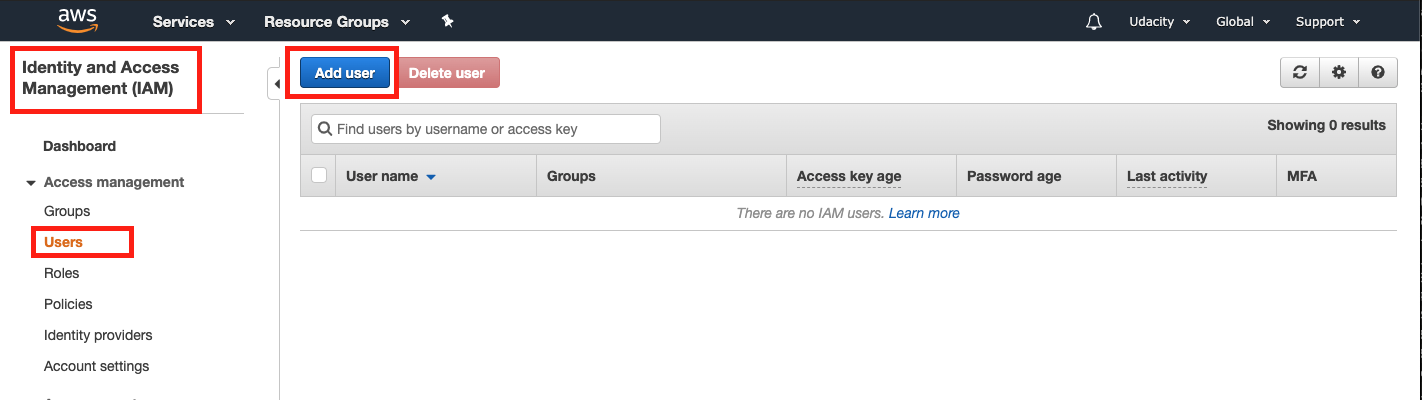 aws Services Resource Groups Udacity Global Support
Identity and Access
Management (IAM)
Add user Delete user
Find users by username or access key
Showing 0 results
User name Groups Access key age Password age Last activity MFA
There are no IAM users. Learn more
Dashboard
Access management
Groups
Users
Roles
Policies
Identity providers
Account settings